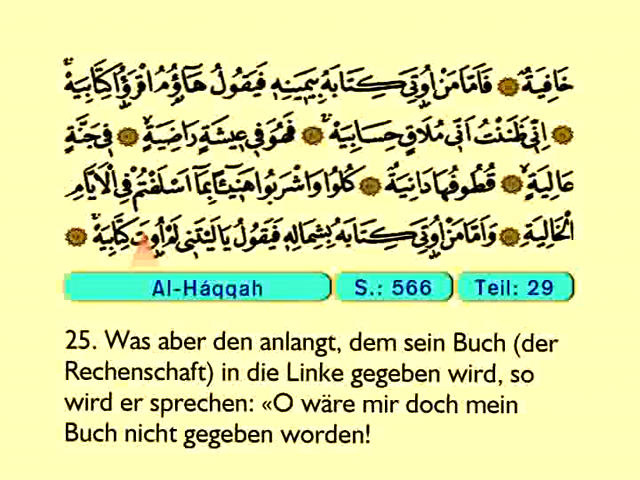 خَافِيَةٌ فَاَمَّا مَنْ اُوتِيَ كِتَابَهُ بِيَمِينِهِ فَيَقُولُ هَاؤُمُ اقْرَؤُا كِتَابِيَهْ
اِنِّي ظَنَنْتُ اَنِّي مُلَاقٍ حِسَابِيَهْ فَهُوَ فِي عِيشَةٍ رَاضِيَةٍ فِي جَنَّةٍ
عَالِيَةٍ قُطُوفُهَا دَانِيَةٌ كُلُوا وَاشْرَبُوا هَنِيـًٔا بِمَا اَسْلَفْتُمْ فِي الْاَيَّامِ
الْخَالِيَةِ وَاَمَّا مَنْ اُوتِيَ كِتَابَهُ بِشِمَالِهِ فَيَقُولُ يَا لَيْتَنِي لَمْ اُوتَ كِتَابِيَهْ
Al-Háqqah S.: 566 Teil: 29
25. Was aber den anlangt, dem sein Buch (der
Rechenschaft) in die Linke gegeben wird, so
wird er sprechen: «O wäre mir doch mein
Buch nicht gegeben worden!